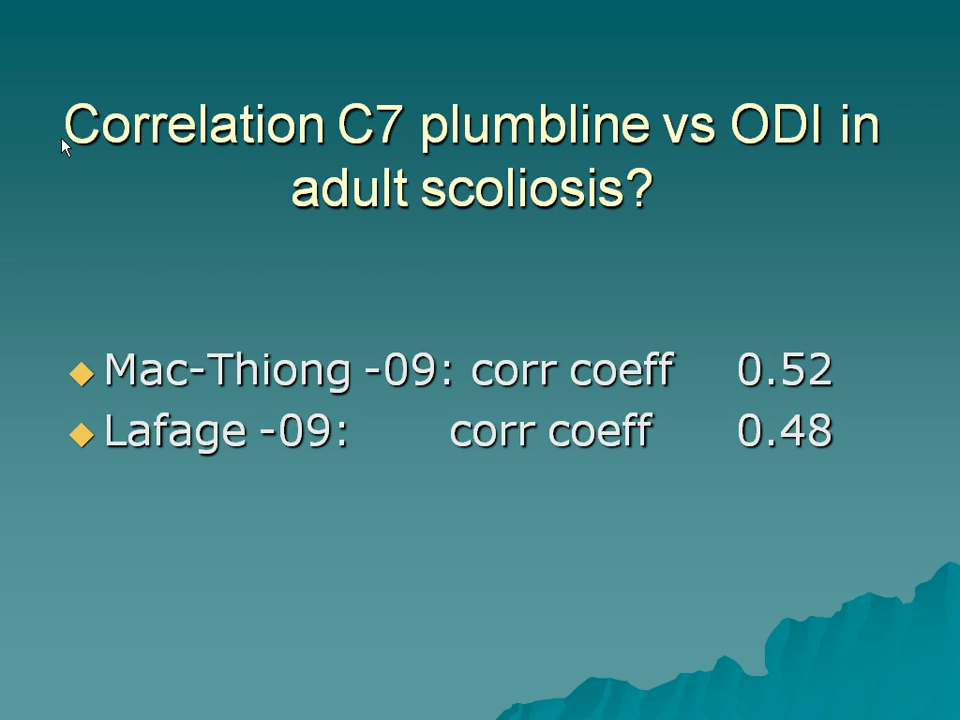 Correlation C7 plumbline vs ODI in
adult scoliosis?
Mac-Thiong -09: corr coeff 0.52
Lafage -09: corr coeff 0.48